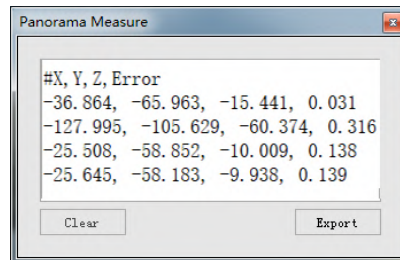 Panorama Measure
#X, Y, Z, Error
-36.864, -65.963, -15.441, 0.031
-127.995, -105.629, -60.374, 0.316
-25.508, -58.852, -10.009, 0.138
-25.645, -58.183, -9.938, 0.139
Clear
Export